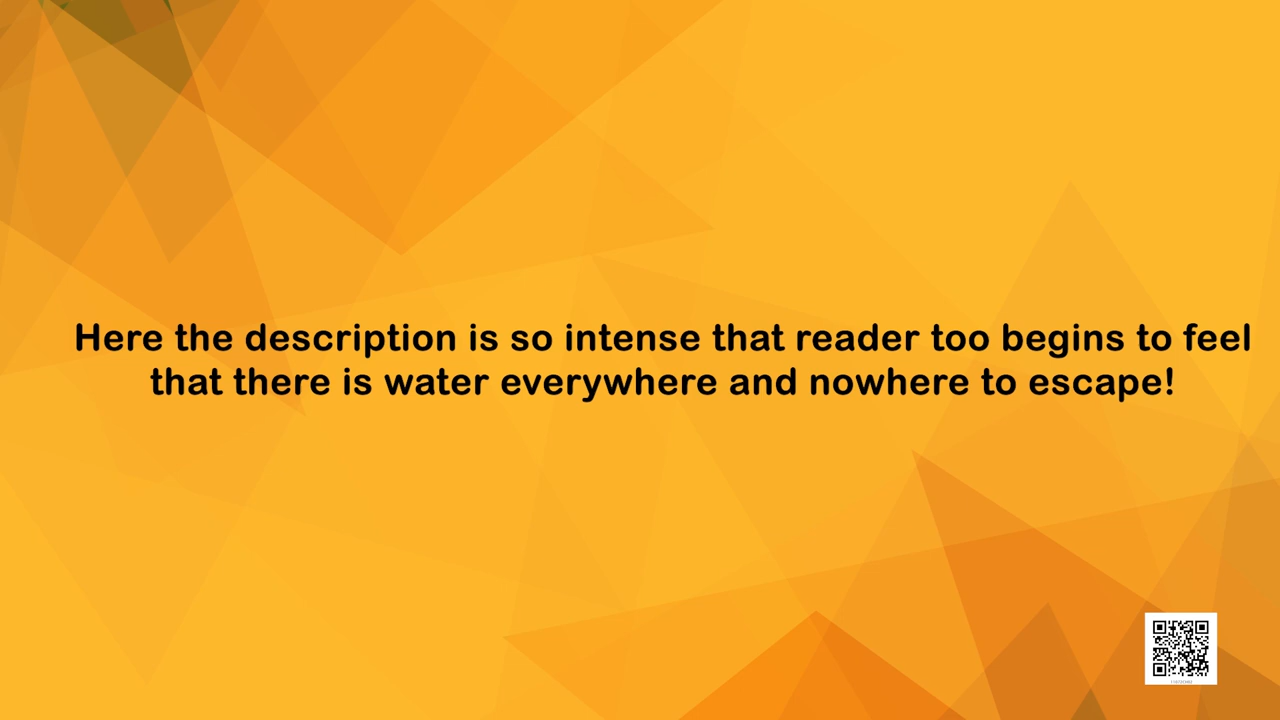 Here the description is so intense that reader too begins to feel
that there is water everywhere and nowhere to escape!